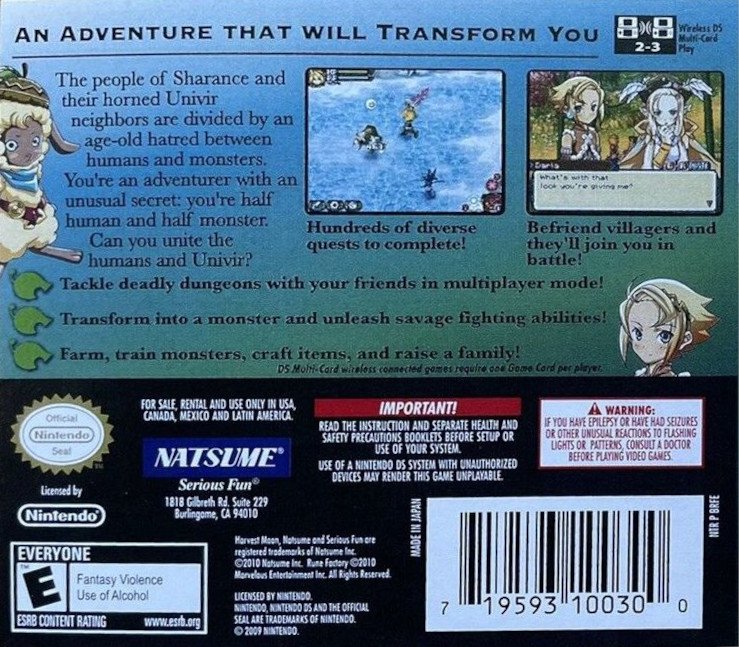 AN ADVENTURE THAT WILL TRANSFORM YOU
2-3
Wireless DS
Multi-Card
Play
The people of Sharance and
their horned Univir
neighbors are divided by an
age-old hatred between
humans and monsters.
You're an adventurer with an
unusual secret: you're half
human and half monster.
Can you unite the
humans and Univir?
Daria
What's with that
look you're giving me?
Hundreds of diverse
quests to complete!
Befriend villagers and
they'll join you in
battle!
Tackle deadly dungeons with your friends in multiplayer mode!
Transform into a monster and unleash savage fighting abilities!
Farm, train monsters, craft items, and raise a family!
DS Multi-Card wireless connected games require one Game Card per player.
Official
Nintendo
Seal
Licensed by
Nintendo®
FOR SALE, RENTAL AND USE ONLY IN USA,
CANADA, MEXICO AND LATIN AMERICA.
NATSUME®
Serious Fun®
1818 Gilbreth Rd. Suite 229
Burlingame, CA 94010
IMPORTANT!
READ THE INSTRUCTION AND SEPARATE HEALTH AND
SAFETY PRECAUTIONS BOOKLETS BEFORE SETUP OR
USE OF YOUR SYSTEM.
USE OF A NINTENDO DS SYSTEM WITH UNAUTHORIZED
DEVICES MAY RENDER THIS GAME UNPLAYABLE.
WARNING:
IF YOU HAVE EPILEPSY OR HAVE HAD SEIZURES
OR OTHER UNUSUAL REACTIONS TO FLASHING
LIGHTS OR PATTERNS, CONSULT A DOCTOR
BEFORE PLAYING VIDEO GAMES.
EVERYONE
E
Fantasy Violence
Use of Alcohol
ESRB CONTENT RATING www.esrb.org
Harvest Moon, Natsume and Serious Fun are
registered trademarks of Natsume Inc.
©2010 Natsume Inc. Rune Factory ©2010
Marvelous Entertainment Inc. All Rights Reserved.
LICENSED BY NINTENDO.
NINTENDO, NINTENDO DS AND THE OFFICIAL
SEAL ARE TRADEMARKS OF NINTENDO.
© 2009 NINTENDO.
MADE IN JAPAN
7 19593 10030 0
NTR P BRFE